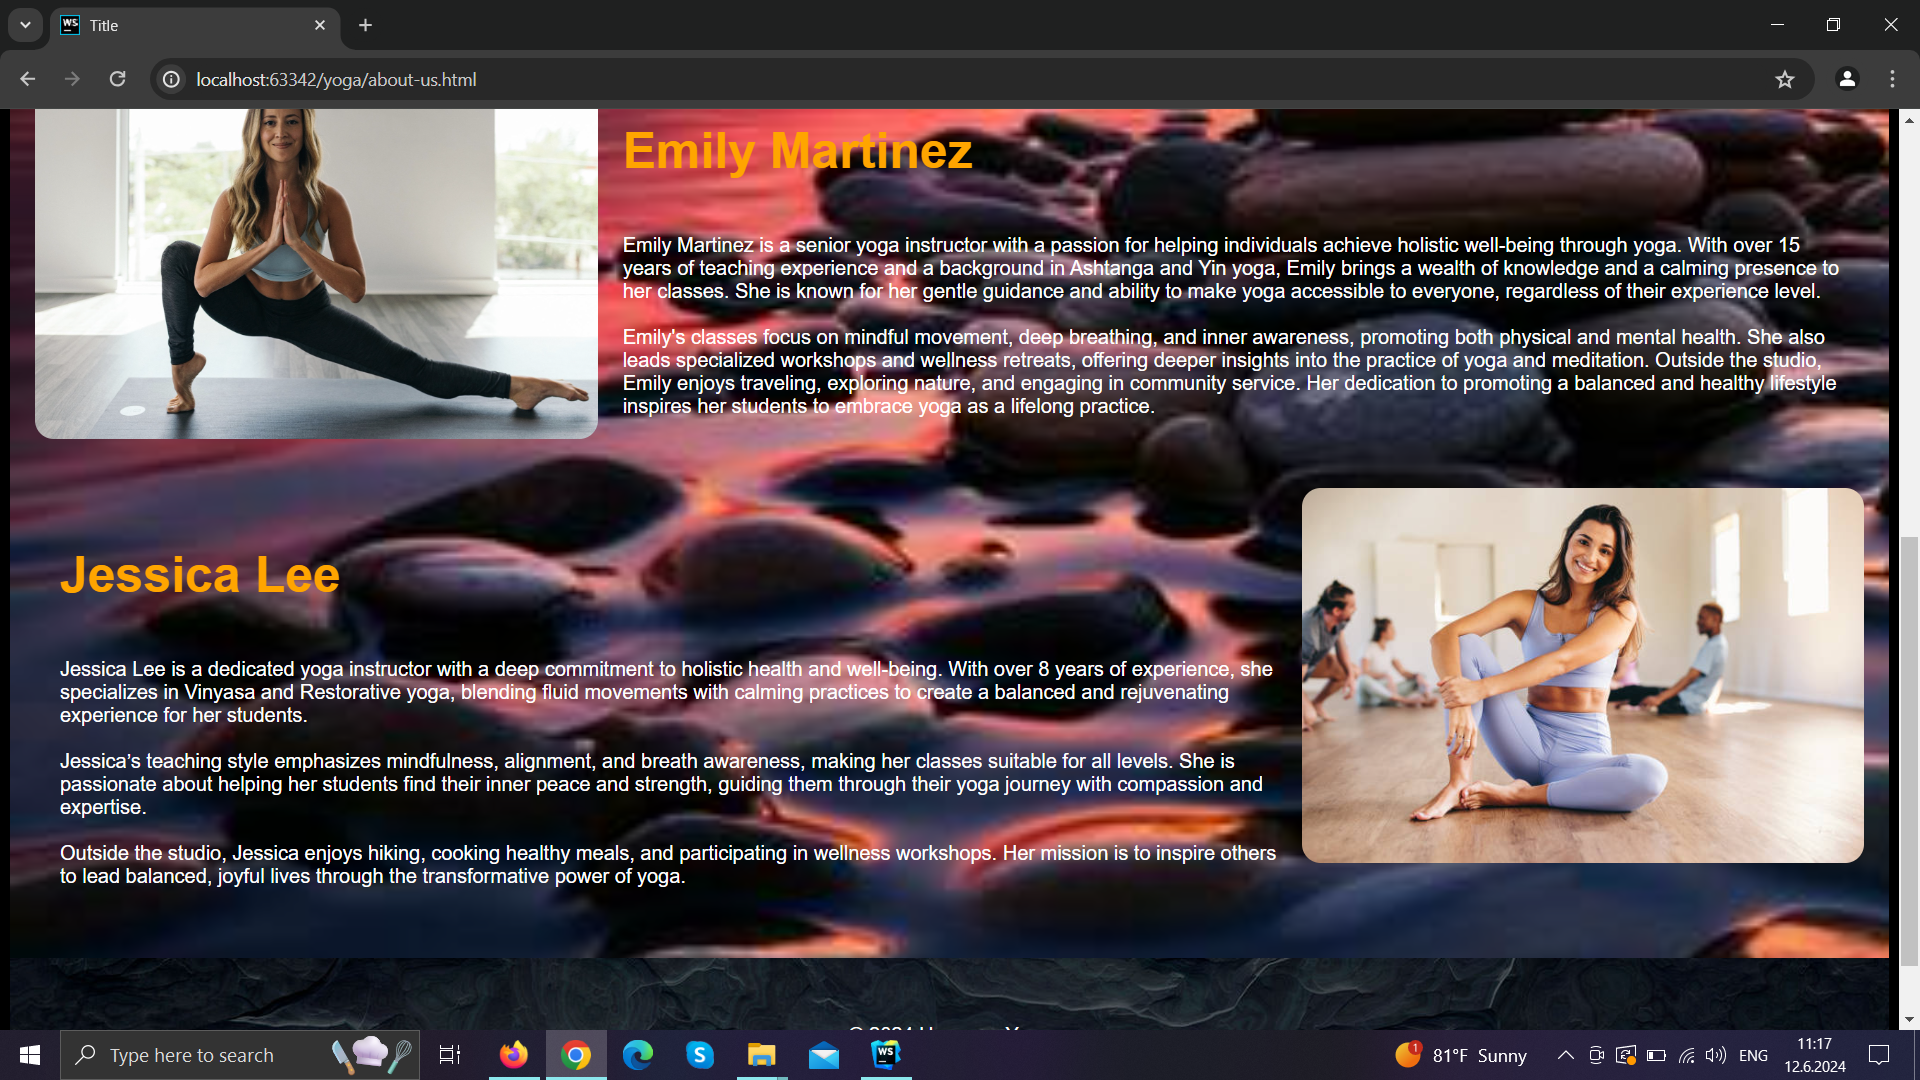 WS
Title
localhost:63342/yoga/about-us.html
Emily Martinez
Emily Martinez is a senior yoga instructor with a passion for helping individuals achieve holistic well-being through yoga. With over 15
years of teaching experience and a background in Ashtanga and Yin yoga, Emily brings a wealth of knowledge and a calming presence to
her classes. She is known for her gentle guidance and ability to make yoga accessible to everyone, regardless of their experience level.
Emily's classes focus on mindful movement, deep breathing, and inner awareness, promoting both physical and mental health. She also
leads specialized workshops and wellness retreats, offering deeper insights into the practice of yoga and meditation. Outside the studio,
Emily enjoys traveling, exploring nature, and engaging in community service. Her dedication to promoting a balanced and healthy lifestyle
inspires her students to embrace yoga as a lifelong practice.
Jessica Lee
Jessica Lee is a dedicated yoga instructor with a deep commitment to holistic health and well-being. With over 8 years of experience, she
specializes in Vinyasa and Restorative yoga, blending fluid movements with calming practices to create a balanced and rejuvenating
experience for her students.
Jessica’s teaching style emphasizes mindfulness, alignment, and breath awareness, making her classes suitable for all levels. She is
passionate about helping her students find their inner peace and strength, guiding them through their yoga journey with compassion and
expertise.
Outside the studio, Jessica enjoys hiking, cooking healthy meals, and participating in wellness workshops. Her mission is to inspire others
to lead balanced, joyful lives through the transformative power of yoga.
© 2024
Type here to search
S
WS
1
81°F Sunny
ENG
11:17
12.6.2024